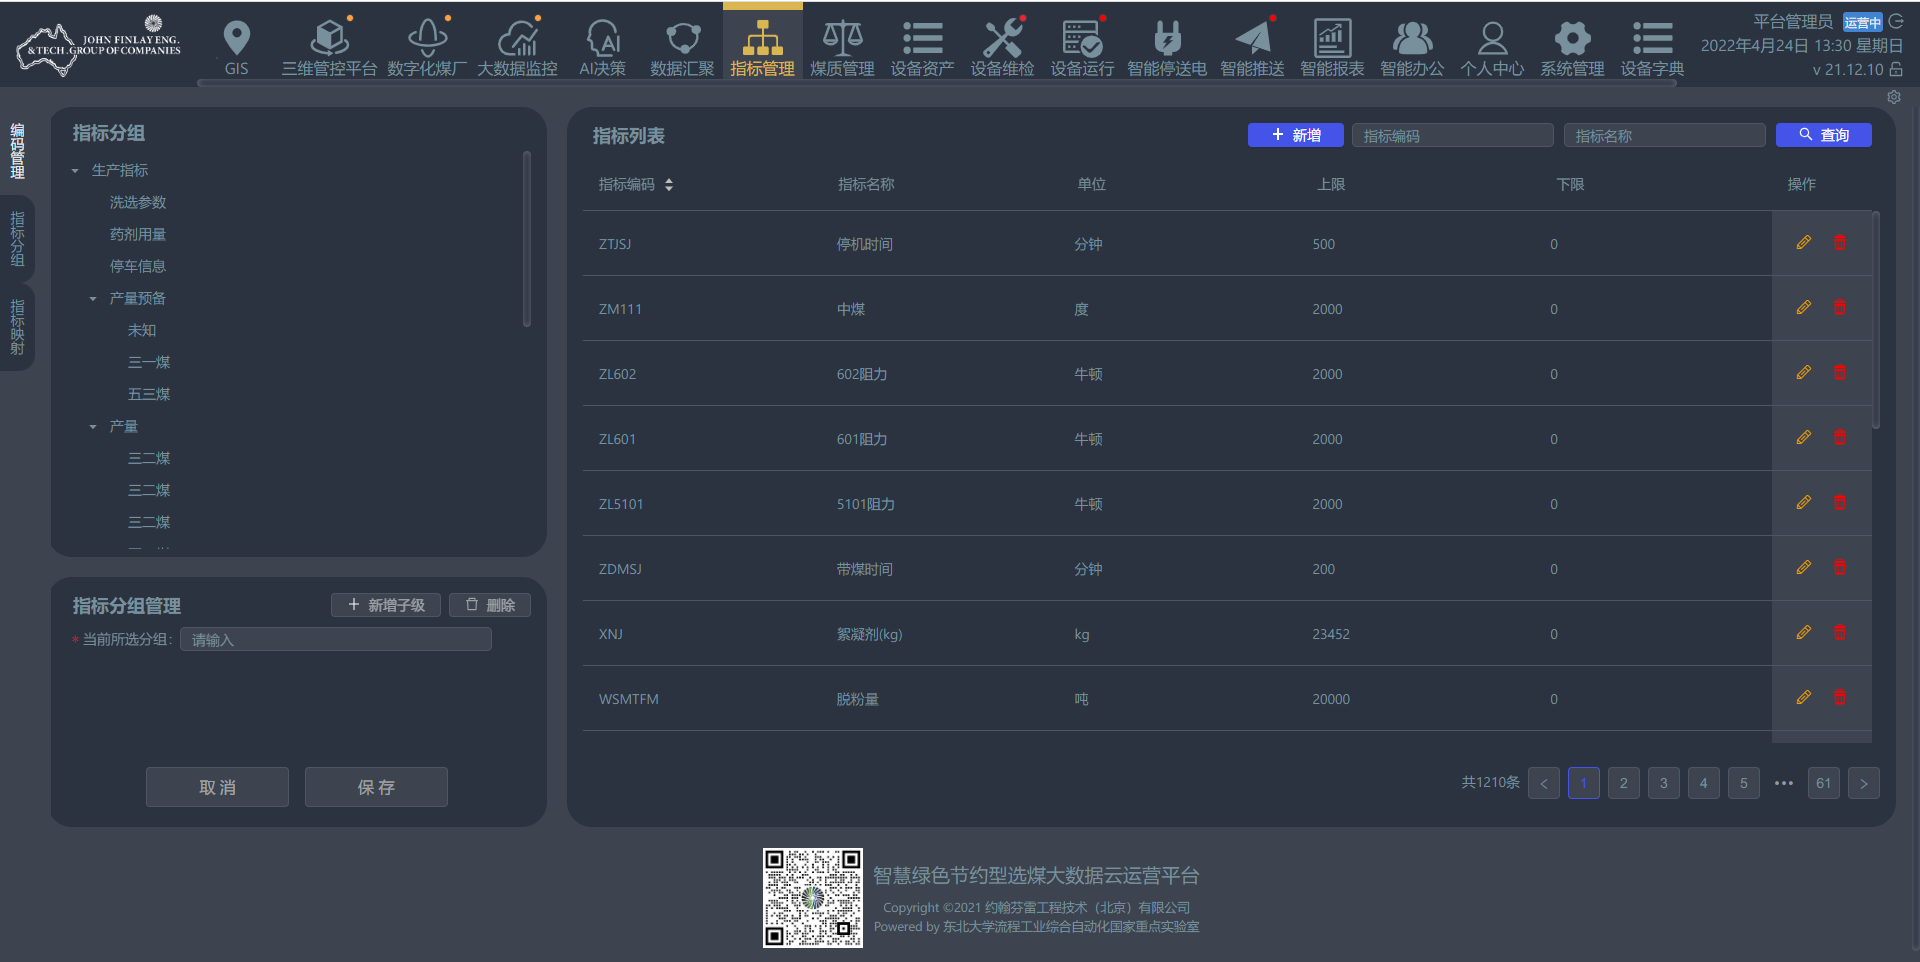 JOHN FINLAY ENG.
& TECH. GROUP OF COMPANIES
GIS
三维管控平台
数字化煤厂
大数据监控
AI决策
数据汇聚
指标管理
煤质管理
设备资产
设备维检
设备运行
智能停送电
智能推送
智能报表
智能办公
个人中心
系统管理
设备字典
平台管理员 运营中
2022年4月24日 13:30 星期日
v 21.12.10
编码管理
指标分组
指标映射
指标分组
生产指标
洗选参数
药剂用量
停车信息
产量预备
未知
三一煤
五三煤
产量
三二煤
三二煤
三二煤
指标分组管理
新增子级
删除
* 当前所选分组: 请输入
取 消
保 存
指标列表
新增
指标编码
指标名称
查询
指标编码 指标名称 单位 上限 下限 操作
ZTJSJ 停机时间 分钟 500 0
ZM111 中煤 度 2000 0
ZL602 602阻力 牛顿 2000 0
ZL601 601阻力 牛顿 2000 0
ZL5101 5101阻力 牛顿 2000 0
ZDMSJ 带煤时间 分钟 200 0
XNJ 絮凝剂(kg) kg 23452 0
WSMTFM 脱粉量 吨 20000 0
共1210条 < 1 2 3 4 5 ••• 61 >
智慧绿色节约型选煤大数据云运营平台
Copyright ©2021 约翰芬雷工程技术（北京）有限公司
Powered by 东北大学流程工业综合自动化国家重点实验室